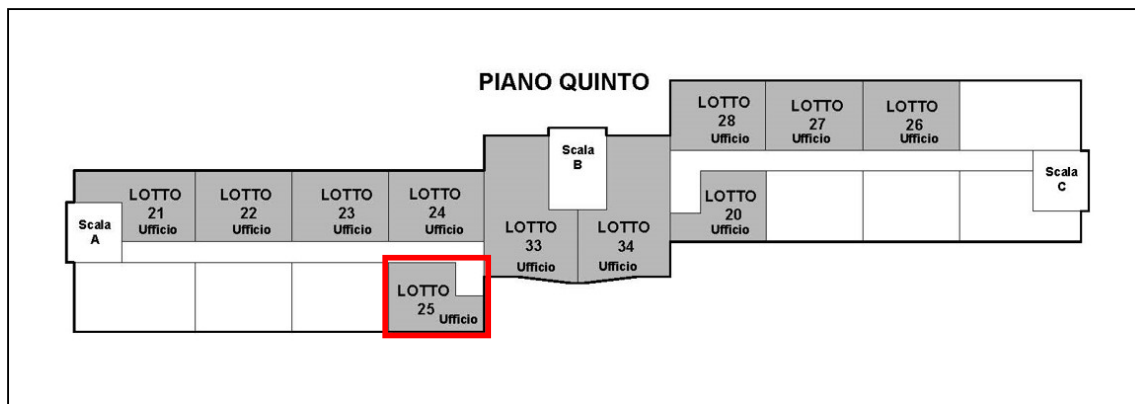 PIANO QUINTO
LOTTO
28
Ufficio
LOTTO
27
Ufficio
LOTTO
26
Ufficio
Scala
B
Scala
C
LOTTO
21
Ufficio
LOTTO
22
Ufficio
LOTTO
23
Ufficio
LOTTO
24
Ufficio
LOTTO
20
Ufficio
Scala
A
LOTTO
33
Ufficio
LOTTO
34
Ufficio
LOTTO
25
Ufficio